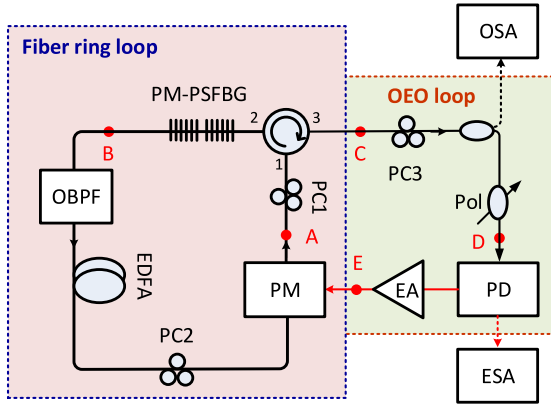 OSA
Fiber ring loop
OEO loop
PM-PSFBG
2
3
1
B
C
PC3
OBPF
PC1
Pol
A
D
EDFA
E
PM
EA
PD
PC2
ESA